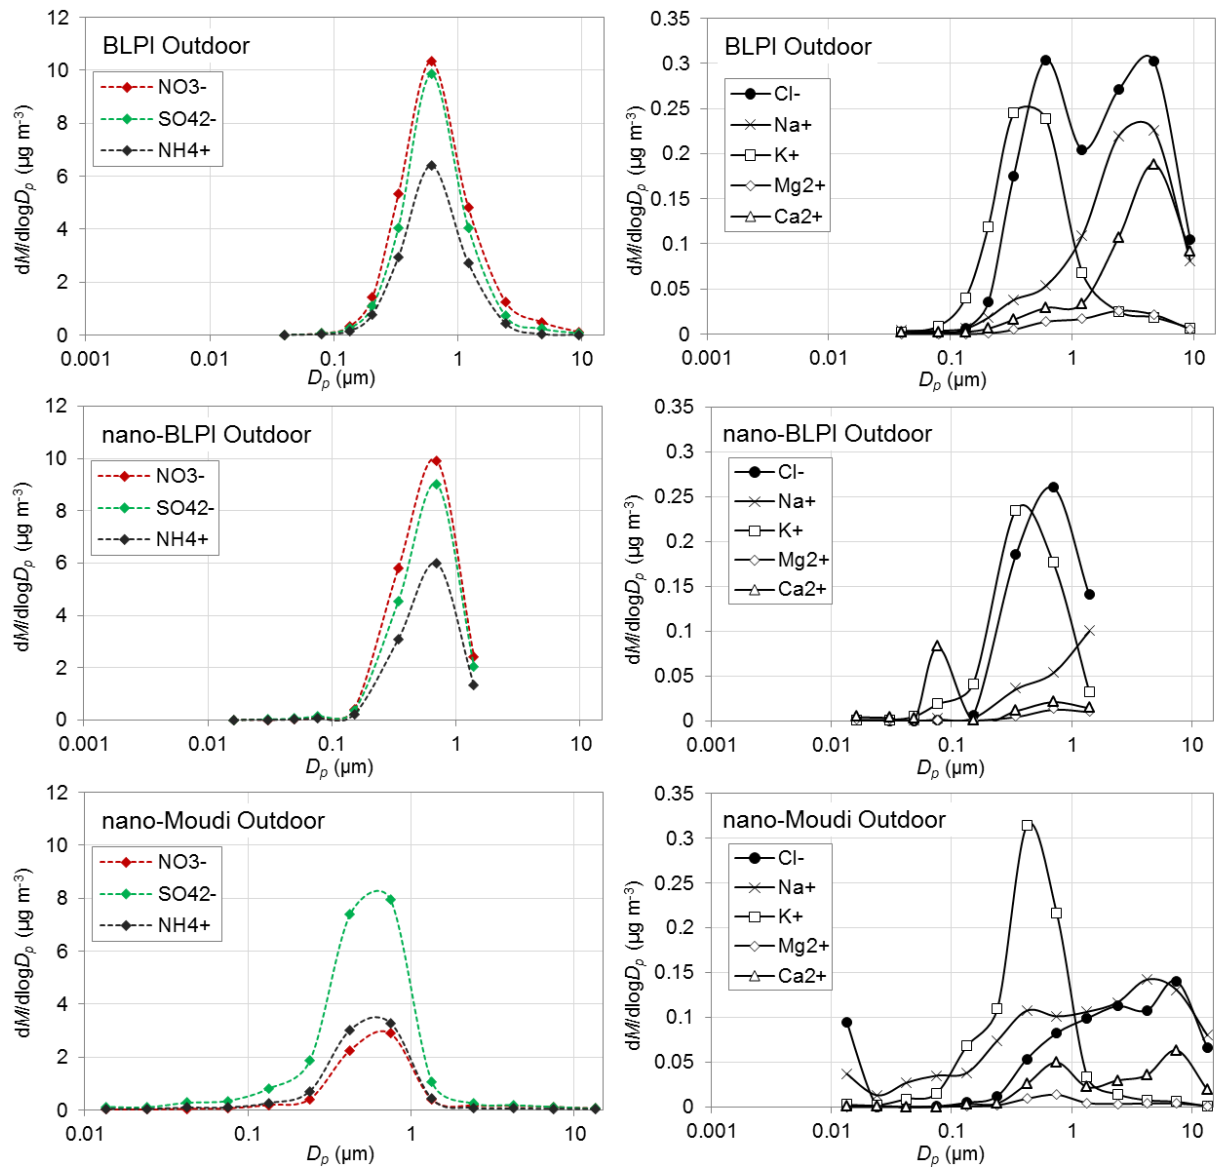 BLPI Outdoor
dM/dlogDp (µg m-3)
12
10
8
6
4
2
0
NO3-
SO42-
NH4+
0.001
0.01
0.1
1
10
Dp (µm)
BLPI Outdoor
dM/dlogDp (µg m-3)
0.35
0.3
0.25
0.2
0.15
0.1
0.05
0
Cl-
Na+
K+
Mg2+
Ca2+
0.001
0.01
0.1
1
10
Dp (µm)
nano-BLPI Outdoor
dM/dlogDp (µg m-3)
12
10
8
6
4
2
0
NO3-
SO42-
NH4+
0.001
0.01
0.1
1
10
Dp (µm)
nano-BLPI Outdoor
dM/dlogDp (µg m-3)
0.35
0.3
0.25
0.2
0.15
0.1
0.05
0
Cl-
Na+
K+
Mg2+
Ca2+
0.001
0.01
0.1
1
10
Dp (µm)
nano-Moudi Outdoor
dM/dlogDp (µg m-3)
12
10
8
6
4
2
0
NO3-
SO42-
NH4+
0.001
0.01
0.1
1
10
Dp (µm)
nano-Moudi Outdoor
dM/dlogDp (µg m-3)
0.35
0.3
0.25
0.2
0.15
0.1
0.05
0
Cl-
Na+
K+
Mg2+
Ca2+
0.001
0.01
0.1
1
10
Dp (µm)